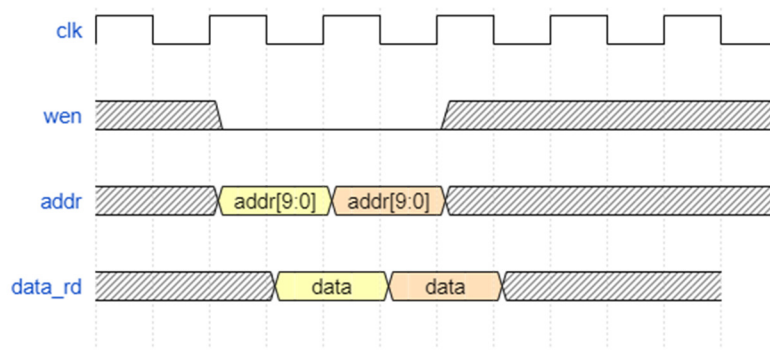 clk
wen
addr addr[9:0] addr[9:0]
data_rd data data